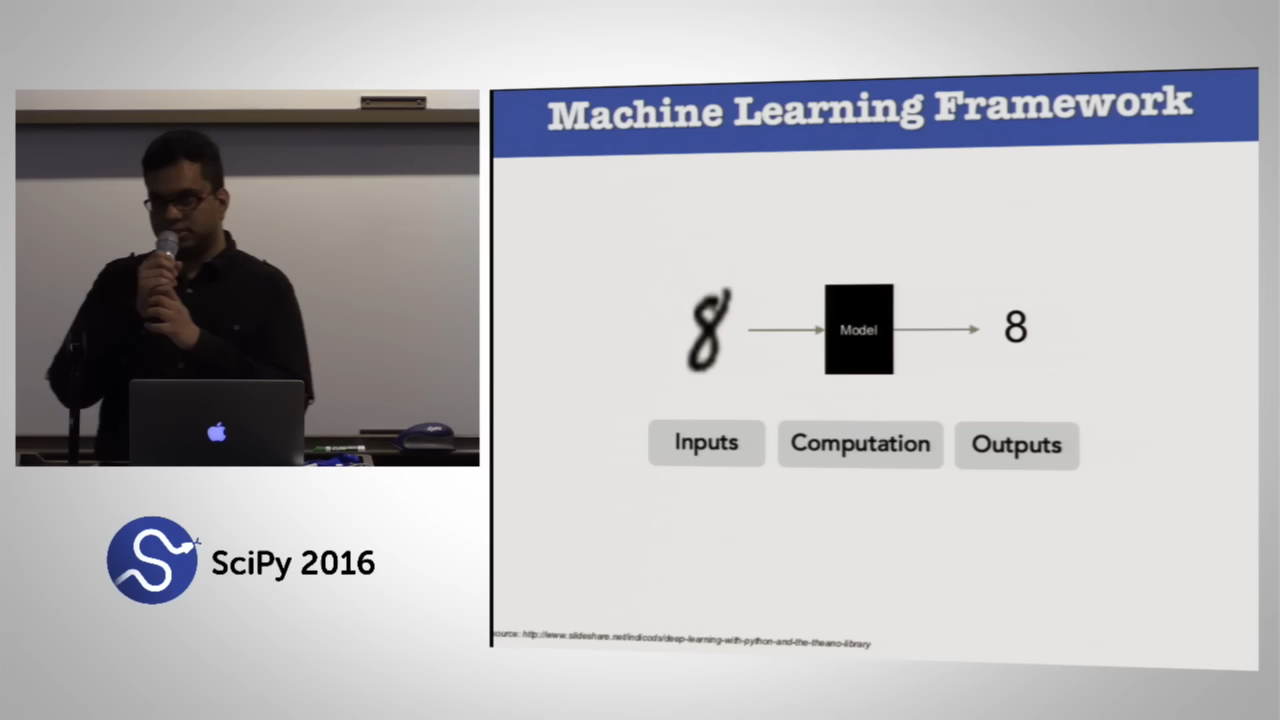 Machine Learning Framework
8
Model
8
Inputs
Computation
Outputs
SciPy 2016
source: http://www.slideshare.net/indicods/deep-learning-with-python-and-the-theano-library